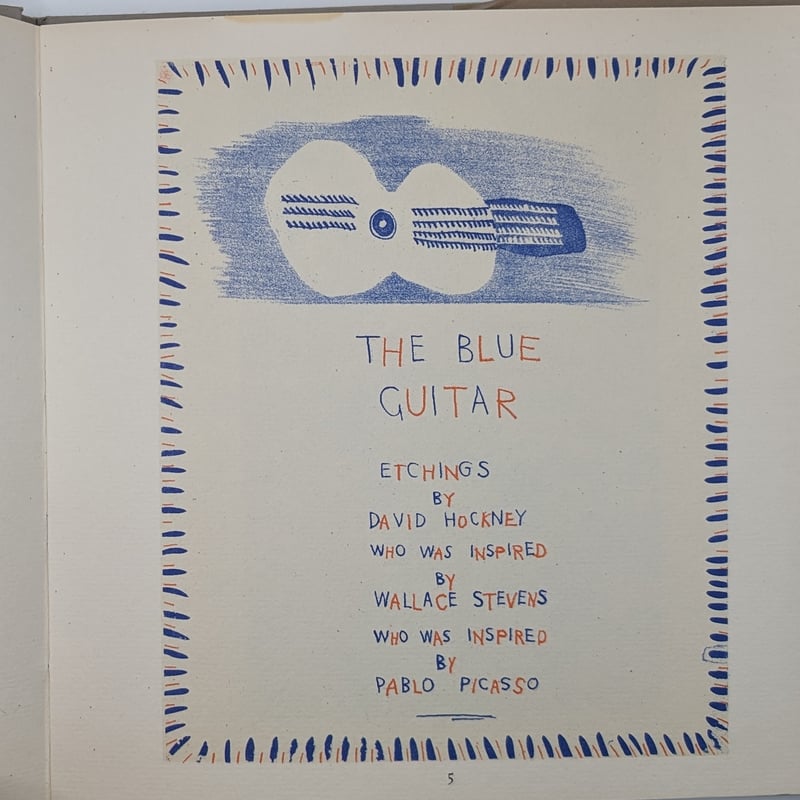 THE BLUE
GUITAR
ETCHINGS
BY
DAVID HOCKNEY
WHO WAS INSPIRED
BY
WALLACE STEVENS
WHO WAS INSPIRED
BY
PABLO PICASSO
5